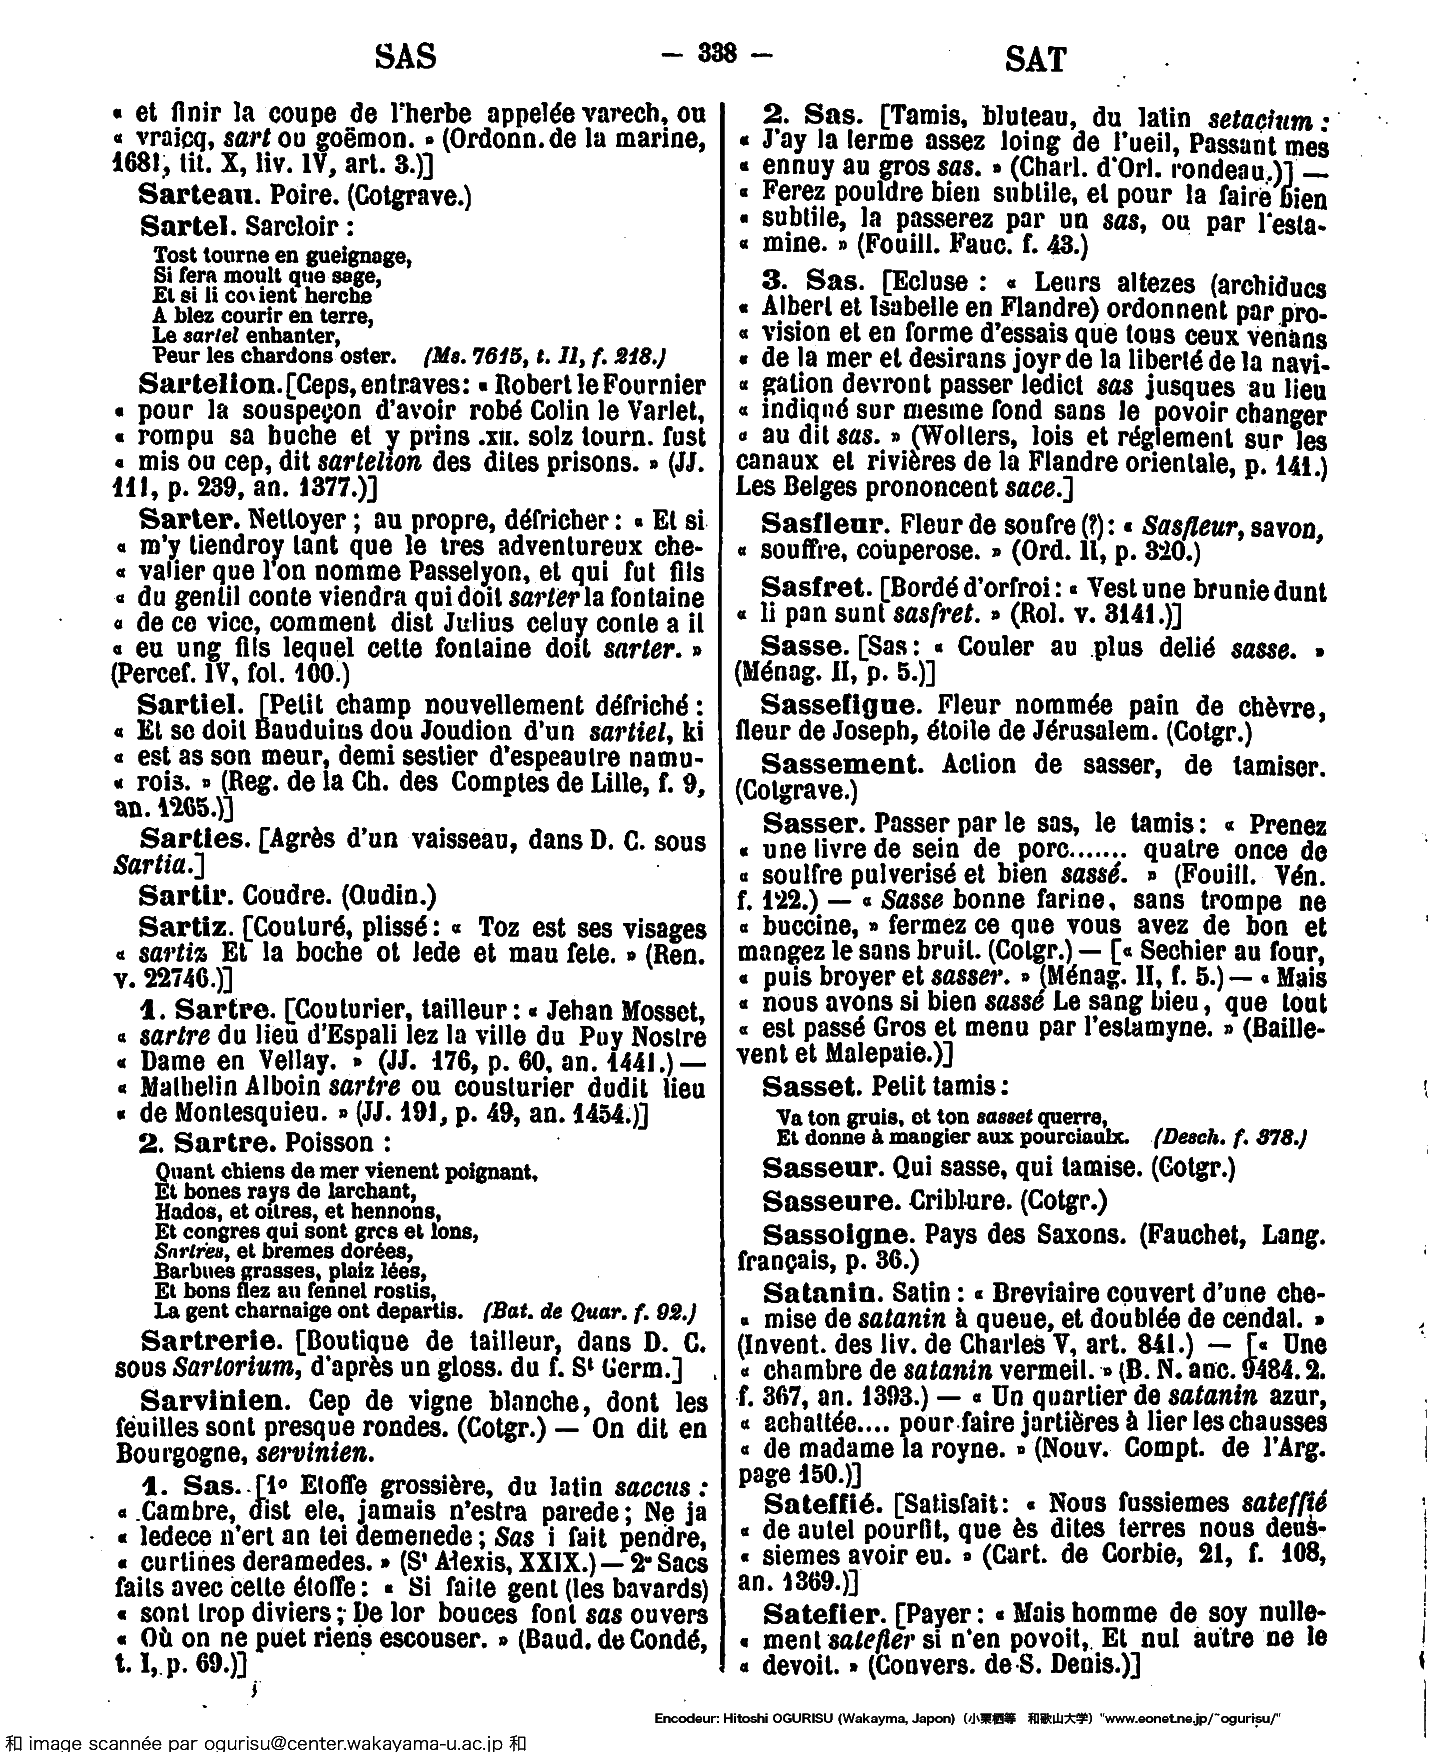 SAS
— 338 —
SAT
« et finir la coupe de l'herbe appelée varech, ou
« vraicq, sart ou goëmon. » (Ordonn. de la marine,
1681, tit. X, liv. IV, art. 3.)]
Sarteau. Poire. (Cotgrave.)
Sartel. Sarcloir :
Tost tourne en gueignage,
Si fera moult que sage,
Et si li covient herche
A blez courir en terre,
Le sartel enhanter,
Peur les chardons oster. (Ms. 7615, t. II, f. 218.)
Sartelion. [Ceps, entraves : « Robert le Fournier
« pour la souspeçon d'avoir robé Colin le Varlet,
« rompu sa huche et y prins .XII. solz tourn. fust
« mis ou cep, dit sartelion des dites prisons. » (JJ.
111, p. 239, an. 1377.)]
Sarter. Nettoyer ; au propre, défricher : « Et si
« m'y tiendroy tant que le tres adventureux che-
« valier que l'on nomme Passelyon, et qui fut fils
« du gentil conte viendra qui doit sarter la fontaine
« de ce vice, comment dist Julius celuy conte a il
« eu ung fils lequel cette fontaine doit sarter. »
(Percef. IV, fol. 100.)
Sartiel. [Petit champ nouvellement défriché :
« Et se doit Bauduins dou Joudion d'un sartiel, ki
« est as son meur, demi sestier d'espeautre namu-
« rois. » (Reg. de la Ch. des Comptes de Lille, f. 9,
an. 1265.)]
Sarties. [Agrès d'un vaisseau, dans D. C. sous
Sartia.]
Sartir. Coudre. (Oudin.)
Sartiz. [Couturé, plissé : « Toz est ses visages
« sartiz Et la boche ot lede et mau fete. » (Ren.
v. 22746.)]
1. Sartre. [Couturier, tailleur : « Jehan Mosset,
« sartre du lieu d'Espali lez la ville du Puy Nostre
« Dame en Vellay. » (JJ. 176, p. 60, an. 1441.) —
« Mathelin Alboin sartre ou cousturier dudit lieu
« de Montesquieu. » (JJ. 191, p. 49, an. 1454.)]
2. Sartre. Poisson :
Quant chiens de mer vienent poignant,
Et bones rays de larchant,
Hados, et oitres, et hennons,
Et congres qui sont gros et lons,
Sartres, et bremes dorées,
Barbues grasses, plaiz lées,
Et bons flez au fennel rostis,
La gent charnaige ont departis. (Bat. de Quar. f. 92.)
Sartrerie. [Boutique de tailleur, dans D. C.
sous Sartorium, d'après un gloss. du f. St Germ.]
Sarvinien. Cep de vigne blanche, dont les
feuilles sont presque rondes. (Cotgr.) — On dit en
Bourgogne, servinien.
1. Sas. [1º Etoffe grossière, du latin saccus :
« Cambre, dist ele, jamais n'estra parede ; Ne ja
« ledece n'ert an tei demenede ; Sas i fait pendre,
« curtines deramedes. » (St Alexis, XXIX.) — 2º Sacs
faits avec cette étoffe : « Si faite gent (les bavards)
« sont trop diviers ; De lor bouces font sas ouvers
« Où on ne puet riens escouser. » (Baud. de Condé,
t. I, p. 69.)]
2. Sas. [Tamis, bluteau, du latin setacium :
« J'ay la lerme assez loing de l'ueil, Passant mes
« ennuy au gros sas. » (Charl. d'Orl. rondeau.)] —
« Ferez pouldre bien subtile, et pour la faire bien
« subtile, la passerez par un sas, ou par l'esta-
« mine. » (Fouill. Fauc. f. 43.)
3. Sas. [Ecluse : « Leurs altezes (archiducs
« Albert et Isabelle en Flandre) ordonnent par pro-
« vision et en forme d'essais que tous ceux venans
« de la mer et desirans joyr de la liberté de la navi-
« gation devront passer ledict sas jusques au lieu
« indiqué sur mesme fond sans le povoir changer
« au dit sas. » (Wolters, lois et réglement sur les
canaux et rivières de la Flandre orientale, p. 141.)
Les Belges prononcent sace.]
Sasfleur. Fleur de soufre (?) : « Sasfleur, savon,
« souffre, couperose. » (Ord. II, p. 320.)
Sasfret. [Bordé d'orfroi : « Vest une brunie dunt
« li pan sunt sasfret. » (Rol. v. 3141.)]
Sasse. [Sas : « Couler au plus delié sasse. »
(Ménag. II, p. 5.)]
Sassefigue. Fleur nommée pain de chèvre,
fleur de Joseph, étoile de Jérusalem. (Cotgr.)
Sassement. Action de sasser, de tamiser.
(Cotgrave.)
Sasser. Passer par le sas, le tamis : « Prenez
« une livre de sein de porc....... quatre once de
« soulfre pulverisé et bien sassé. » (Fouill. Vén.
f. 122.) — « Sasse bonne farine, sans trompe ne
« buccine, » fermez ce que vous avez de bon et
mangez le sans bruit. (Cotgr.) — [« Sechier au four,
« puis broyer et sasser. » (Ménag. II, f. 5.) — « Mais
« nous avons si bien sassé Le sang bieu, que tout
« est passé Gros et menu par l'estamyne. » (Baille-
vent et Malepaie.)]
Sasset. Petit tamis :
Va ton gruis, et ton sasset querre,
Et donne à mangier aux pourciaulx. (Desch. f. 378.)
Sasseur. Qui sasse, qui tamise. (Cotgr.)
Sasseure. Criblure. (Cotgr.)
Sassoigne. Pays des Saxons. (Fauchet, Lang.
français, p. 36.)
Satanin. Satin : « Breviaire couvert d'une che-
« mise de satanin à queue, et doublée de cendal. »
(Invent. des liv. de Charles V, art. 841.) — [« Une
« chambre de satanin vermeil. » (B. N. anc. 9484. 2.
f. 367, an. 1393.) — « Un quartier de satanin azur,
« achattée.... pour faire jartières à lier les chausses
« de madame la royne. » (Nouv. Compt. de l'Arg.
page 150.)]
Sateffié. [Satisfait : « Nous fussiemes sateffié
« de autel pourfit, que ès dites terres nous deus-
« siemes avoir eu. » (Cart. de Corbie, 21, f. 108,
an. 1369.)]
Satefier. [Payer : « Mais homme de soy nulle-
« ment satefier si n'en povoit, Et nul autre ne le
« devoit. » (Convers. de S. Denis.)]
Encodeur: Hitoshi OGURISU (Wakayma, Japon) (小栗栖等 和歌山大学) "www.eonet.ne.jp/~ogurisu/"
和 image scannée par ogurisu@center.wakayama-u.ac.jp 和